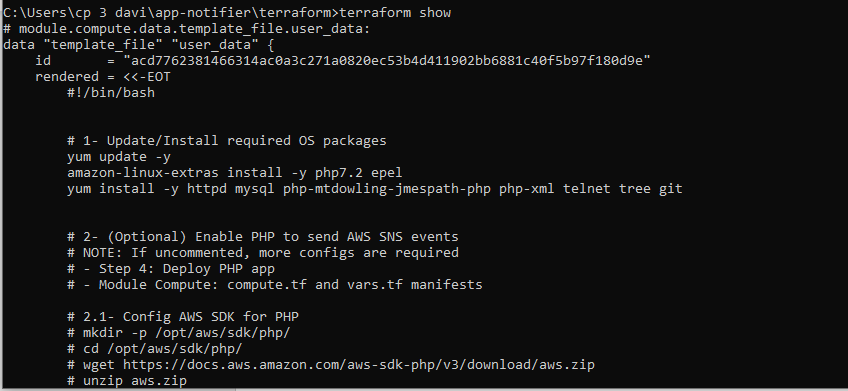 C:\Users\cp 3 davi\app-notifier\terraform>terraform show
# module.compute.data.template_file.user_data:
data "template_file" "user_data" {
    id       = "acd7762381466314ac0a3c271a0820ec53b4d411902bb6881c40f5b97f180d9e"
    rendered = <<-EOT
        #!/bin/bash
        # 1- Update/Install required OS packages
        yum update -y
        amazon-linux-extras install -y php7.2 epel
        yum install -y httpd mysql php-mtdowling-jmespath-php php-xml telnet tree git
        # 2- (Optional) Enable PHP to send AWS SNS events
        # NOTE: If uncommented, more configs are required
        # - Step 4: Deploy PHP app
        # - Module Compute: compute.tf and vars.tf manifests
        # 2.1- Config AWS SDK for PHP
        # mkdir -p /opt/aws/sdk/php/
        # cd /opt/aws/sdk/php/
        # wget https://docs.aws.amazon.com/aws-sdk-php/v3/download/aws.zip
        # unzip aws.zip